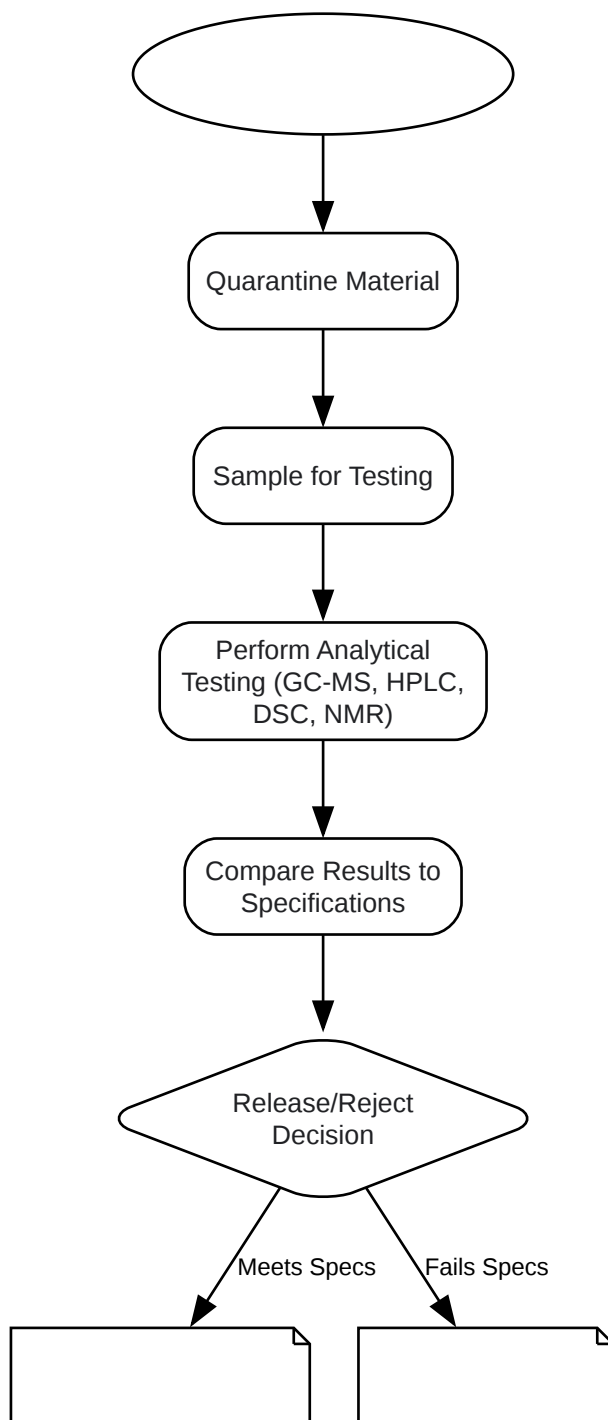 Quarantine Material
Sample for Testing
Perform Analytical
Testing (GC-MS, HPLC,
DSC, NMR)
Compare Results to
Specifications
Release/Reject
Decision
Meets Specs
Fails Specs